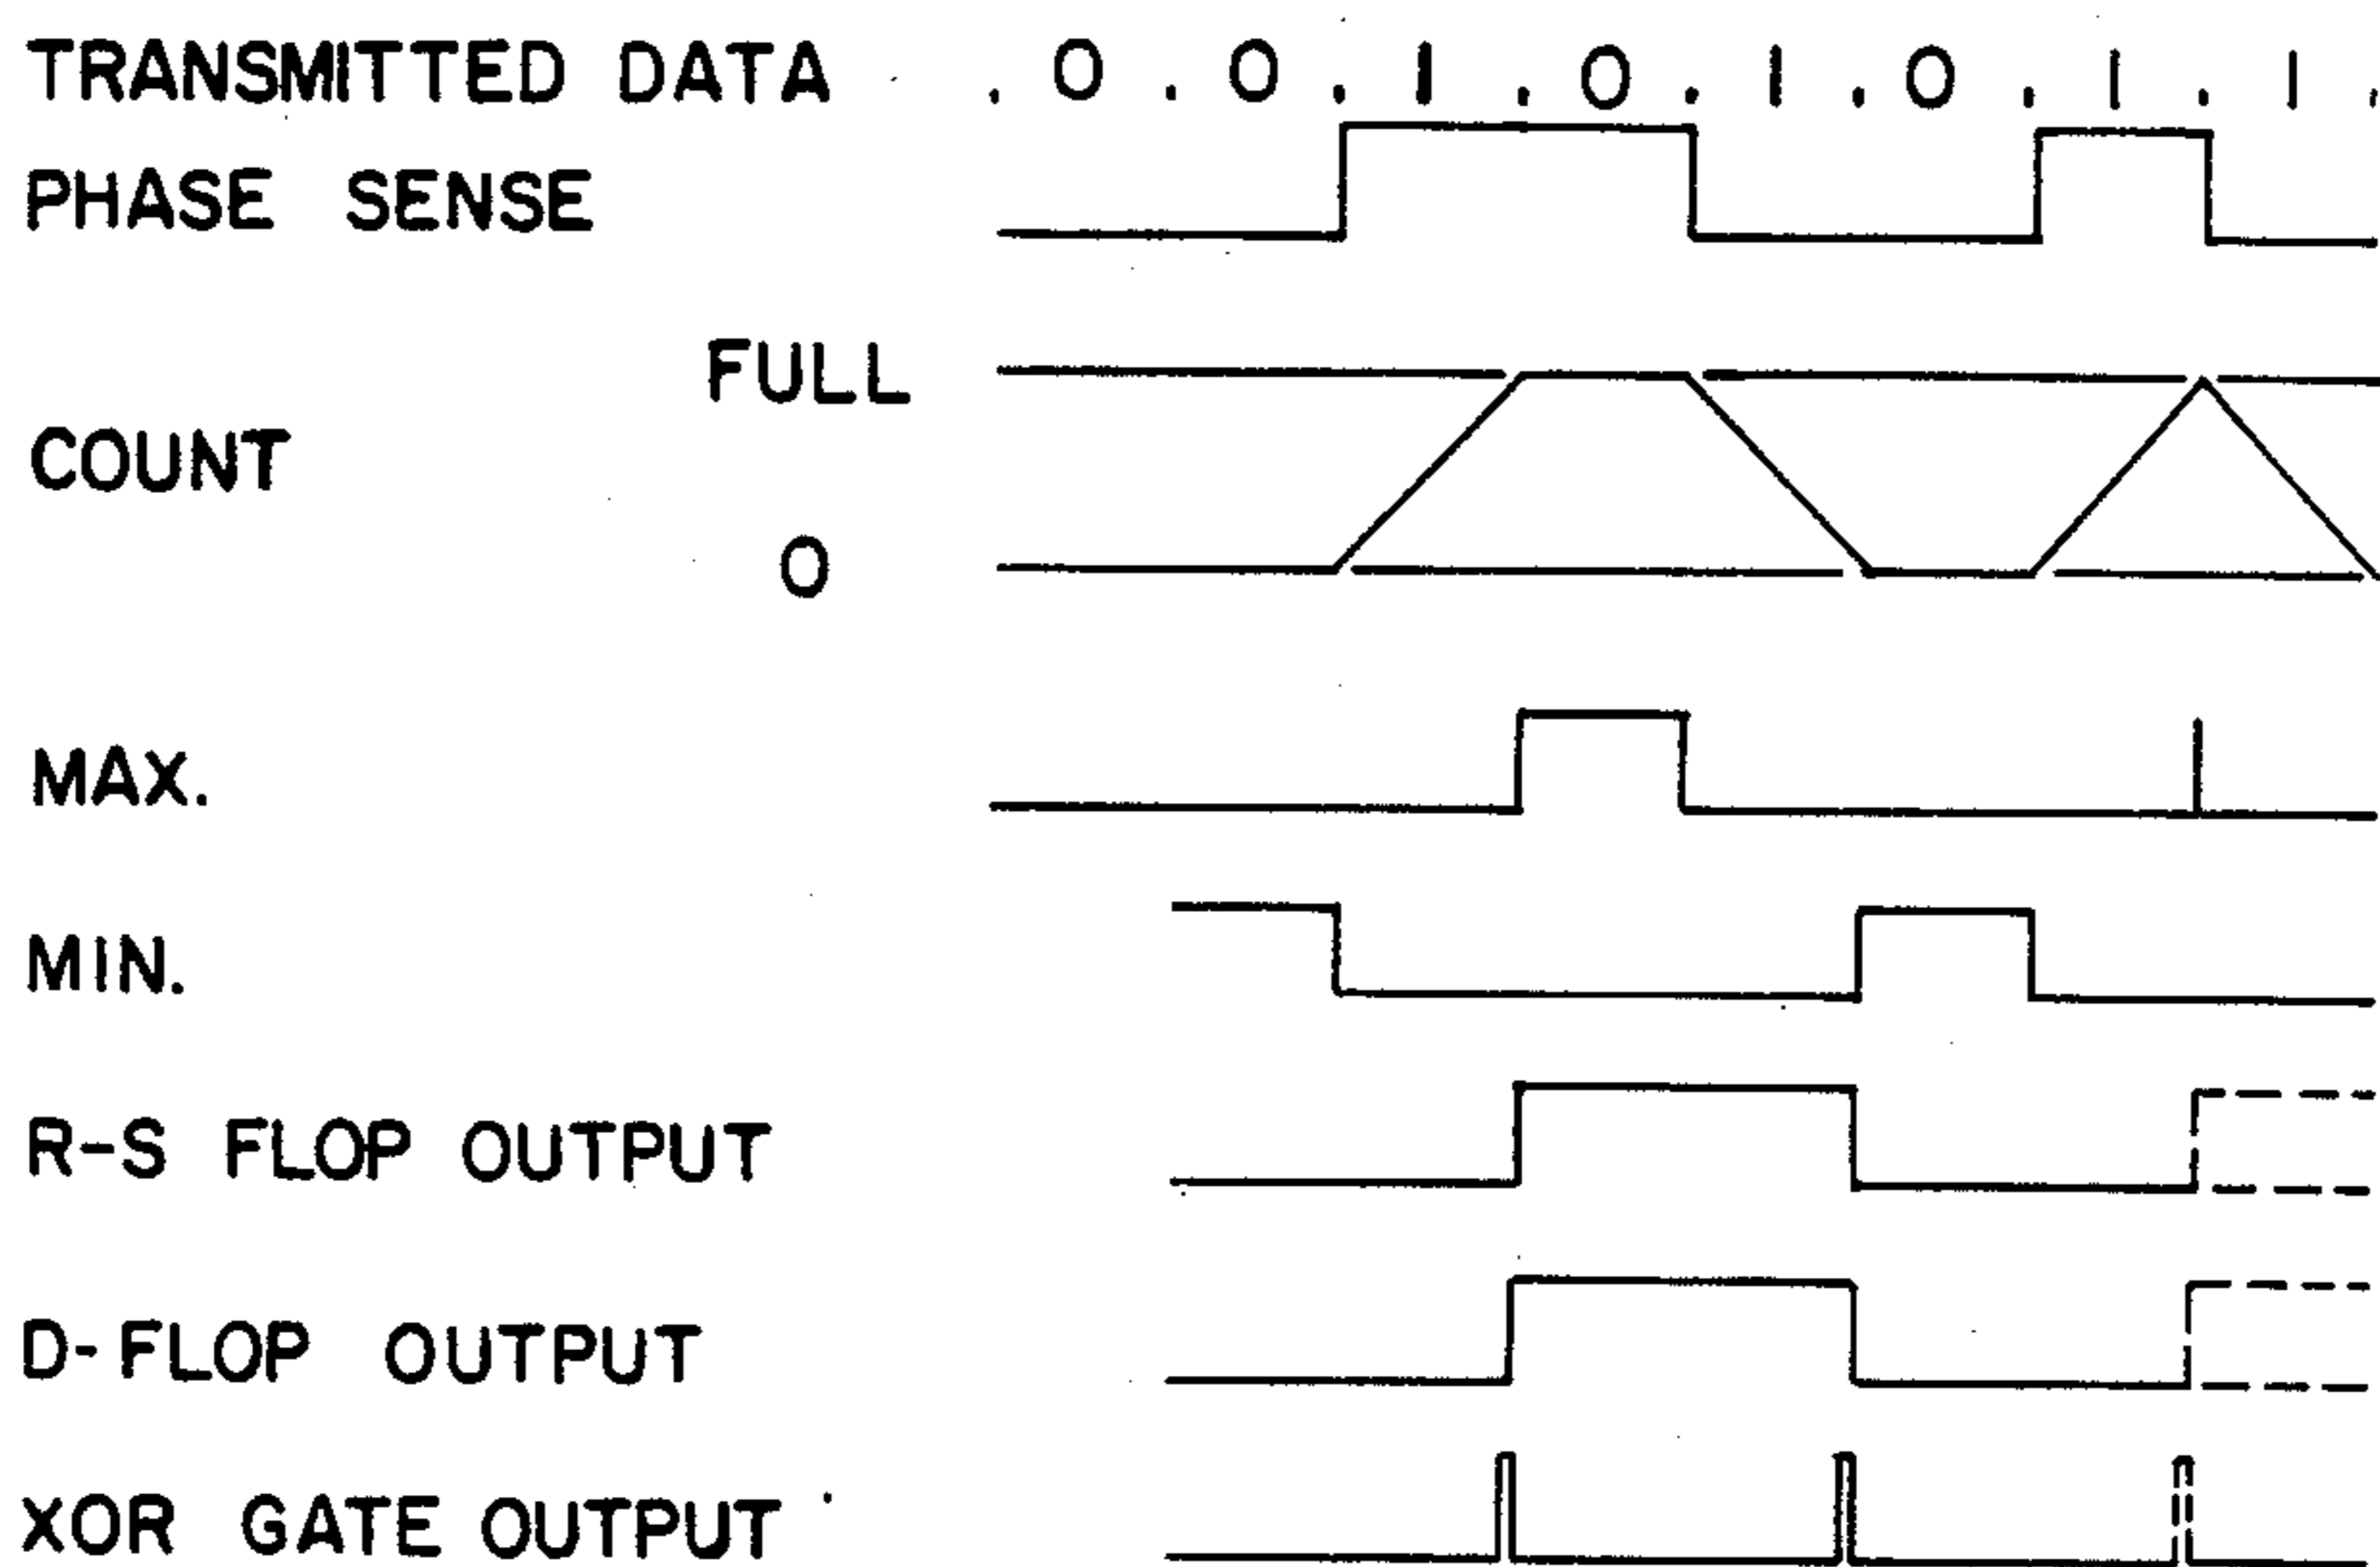 TRANSMITTED DATA . 0 . 0 . 1 . 0 . 1 . 0 . 1 . 1 .
PHASE SENSE
FULL
COUNT
0
MAX.
MIN.
R-S FLOP OUTPUT
D-FLOP OUTPUT
XOR GATE OUTPUT